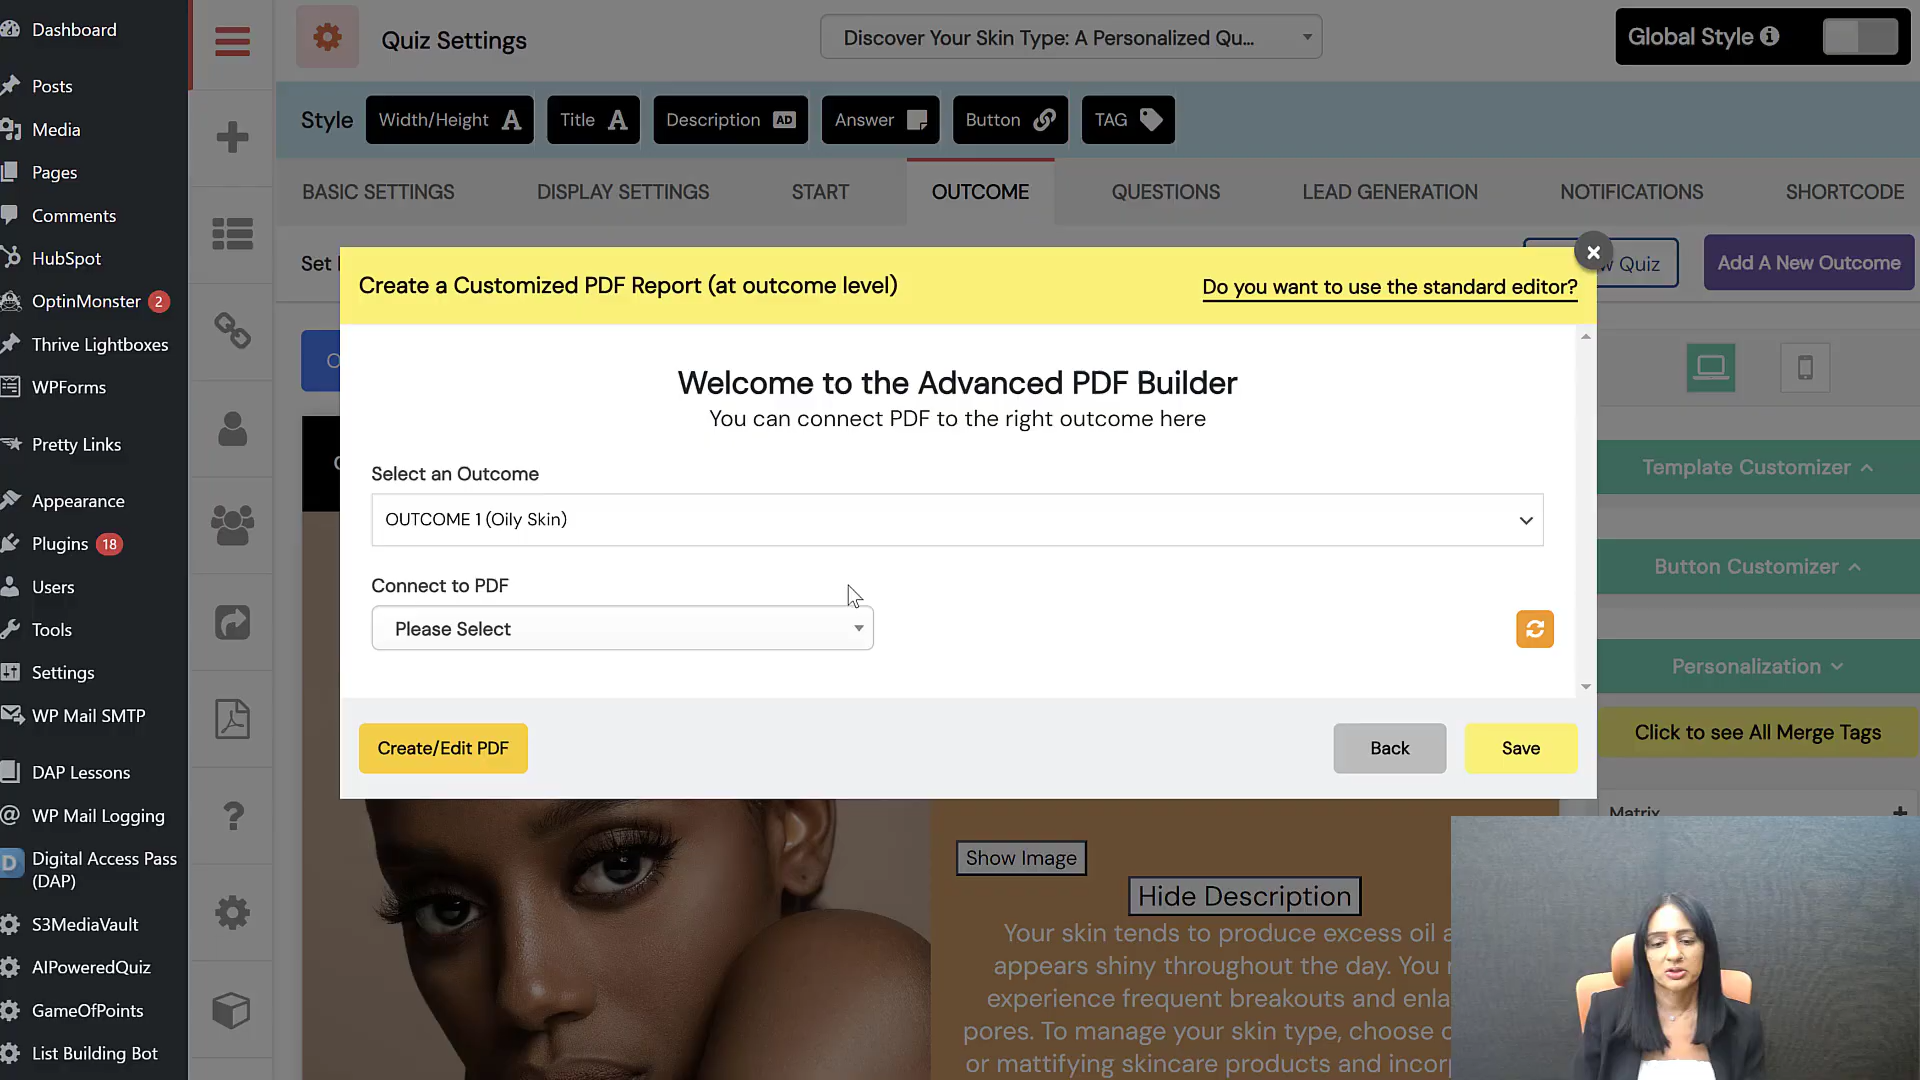 Dashboard
Posts
Media
Pages
Comments
HubSpot
OptinMonster 2
Thrive Lightboxes
WPForms
Pretty Links
Appearance
Plugins 18
Users
Tools
Settings
WP Mail SMTP
DAP Lessons
WP Mail Logging
Digital Access Pass
(DAP)
S3MediaVault
AIPoweredQuiz
GameOfPoints
List Building Bot
Quiz Settings
Discover Your Skin Type: A Personalized Qu...
Global Style
Style
Width/Height A
Title A
Description AD
Answer
Button
TAG
BASIC SETTINGS
DISPLAY SETTINGS
START
OUTCOME
QUESTIONS
LEAD GENERATION
NOTIFICATIONS
SHORTCODE
Set
Quiz
Add A New Outcome
Create a Customized PDF Report (at outcome level)
Do you want to use the standard editor?
Welcome to the Advanced PDF Builder
You can connect PDF to the right outcome here
Select an Outcome
OUTCOME 1 (Oily Skin)
Connect to PDF
Please Select
Create/Edit PDF
Back
Save
Template Customizer
Button Customizer
Personalization
Click to see All Merge Tags
Matrix
Show Image
Hide Description
Your skin tends to produce excess oil a
appears shiny throughout the day. You
experience frequent breakouts and enla
pores. To manage your skin type, choose
or mattifying skincare products and incor